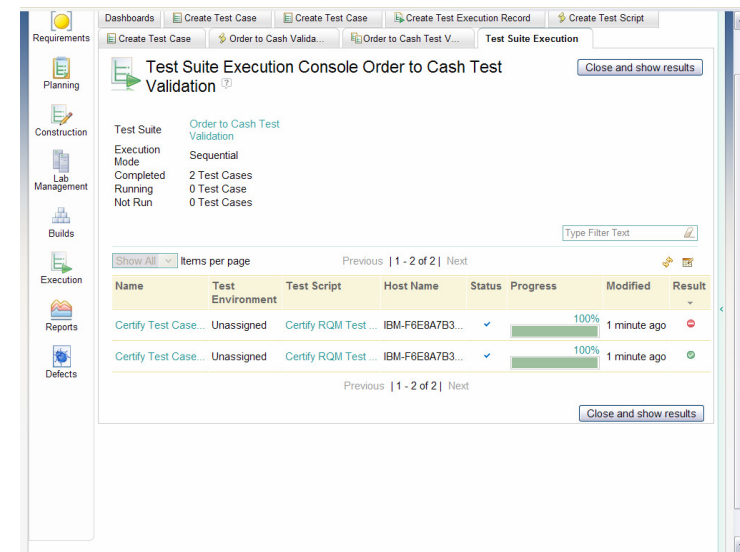 Dashboards Create Test Case Create Test Case Create Test Execution Record Create Test Script
Create Test Case Order to Cash Valida... Order to Cash Test V... Test Suite Execution
Requirements
Planning
Construction
Lab
Management
Builds
Execution
Reports
Defects
Test Suite Execution Console Order to Cash Test
Validation ?
Close and show results
Test Suite Order to Cash Test
Validation
Execution
Mode Sequential
Completed 2 Test Cases
Running 0 Test Case
Not Run 0 Test Cases
Type Filter Text
Show All Items per page Previous | 1 - 2 of 2 | Next
Name Test
Environment Test Script Host Name Status Progress Modified Result
Certify Test Case... Unassigned Certify RQM Test ... IBM-F6E8A7B3... 100% 1 minute ago
Certify Test Case... Unassigned Certify RQM Test ... IBM-F6E8A7B3... 100% 1 minute ago
Previous | 1 - 2 of 2 | Next
Close and show results